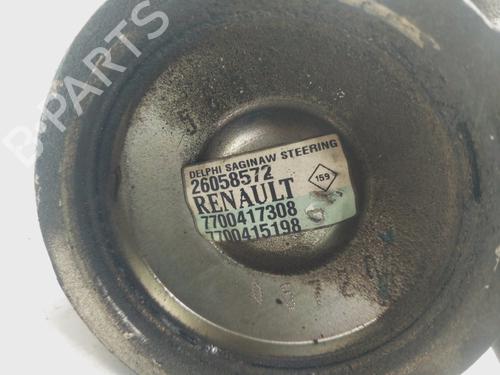 B-PARTS
DELPHI SAGINAW STEERING
26058572
RENAULT
159
7700417308
7700415198